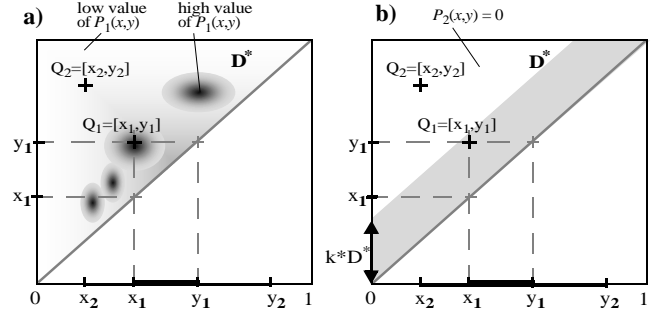 a)
low value
of P₁(x,y)
high value
of P₁(x,y)
D*
Q₂=[x₂,y₂]
Q₁=[x₁,y₁]
y₁
x₁
0
x₂
x₁
y₁
y₂
1
b)
P₂(x,y) = 0
D*
Q₂=[x₂,y₂]
Q₁=[x₁,y₁]
y₁
x₁
k*D*
0
x₂
x₁
y₁
y₂
1